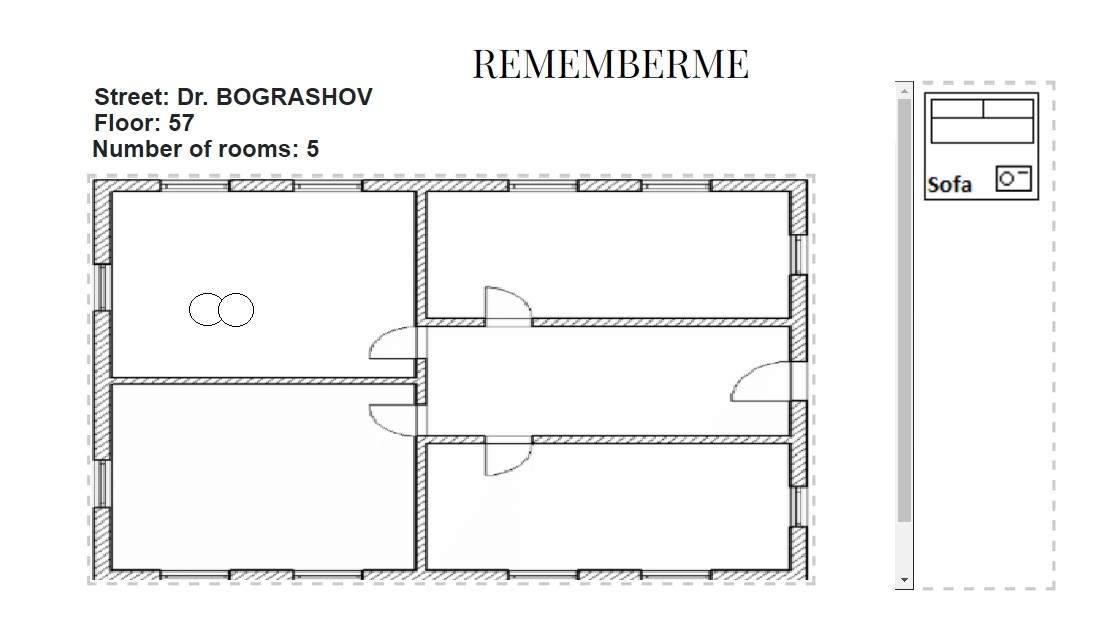 REMEMBERME
Street: Dr. BOGRASHOV
Floor: 57
Number of rooms: 5
Sofa